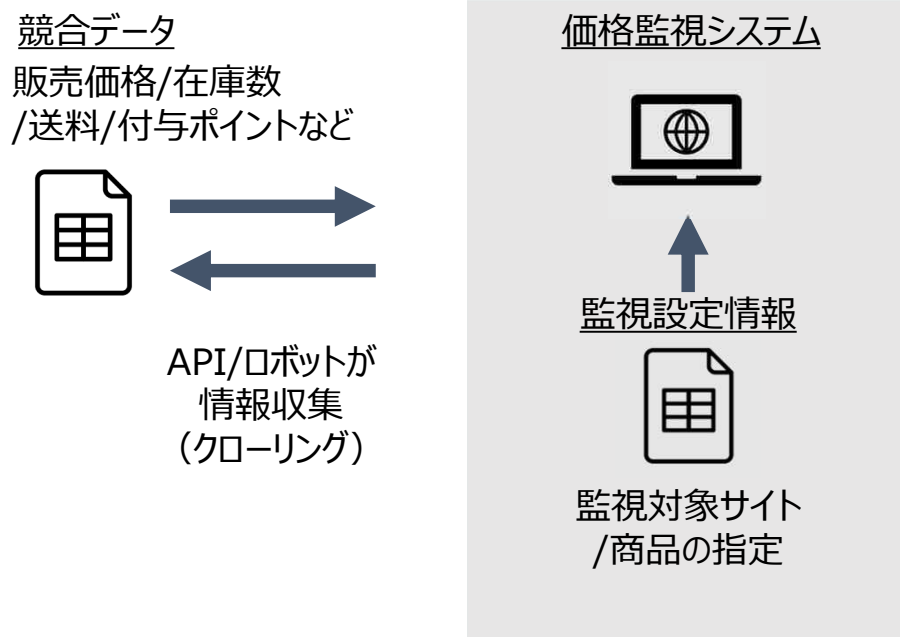 競合データ
販売価格/在庫数
/送料/付与ポイントなど
API/ロボットが
情報収集
（クローリング）
価格監視システム
監視設定情報
監視対象サイト
/商品の指定